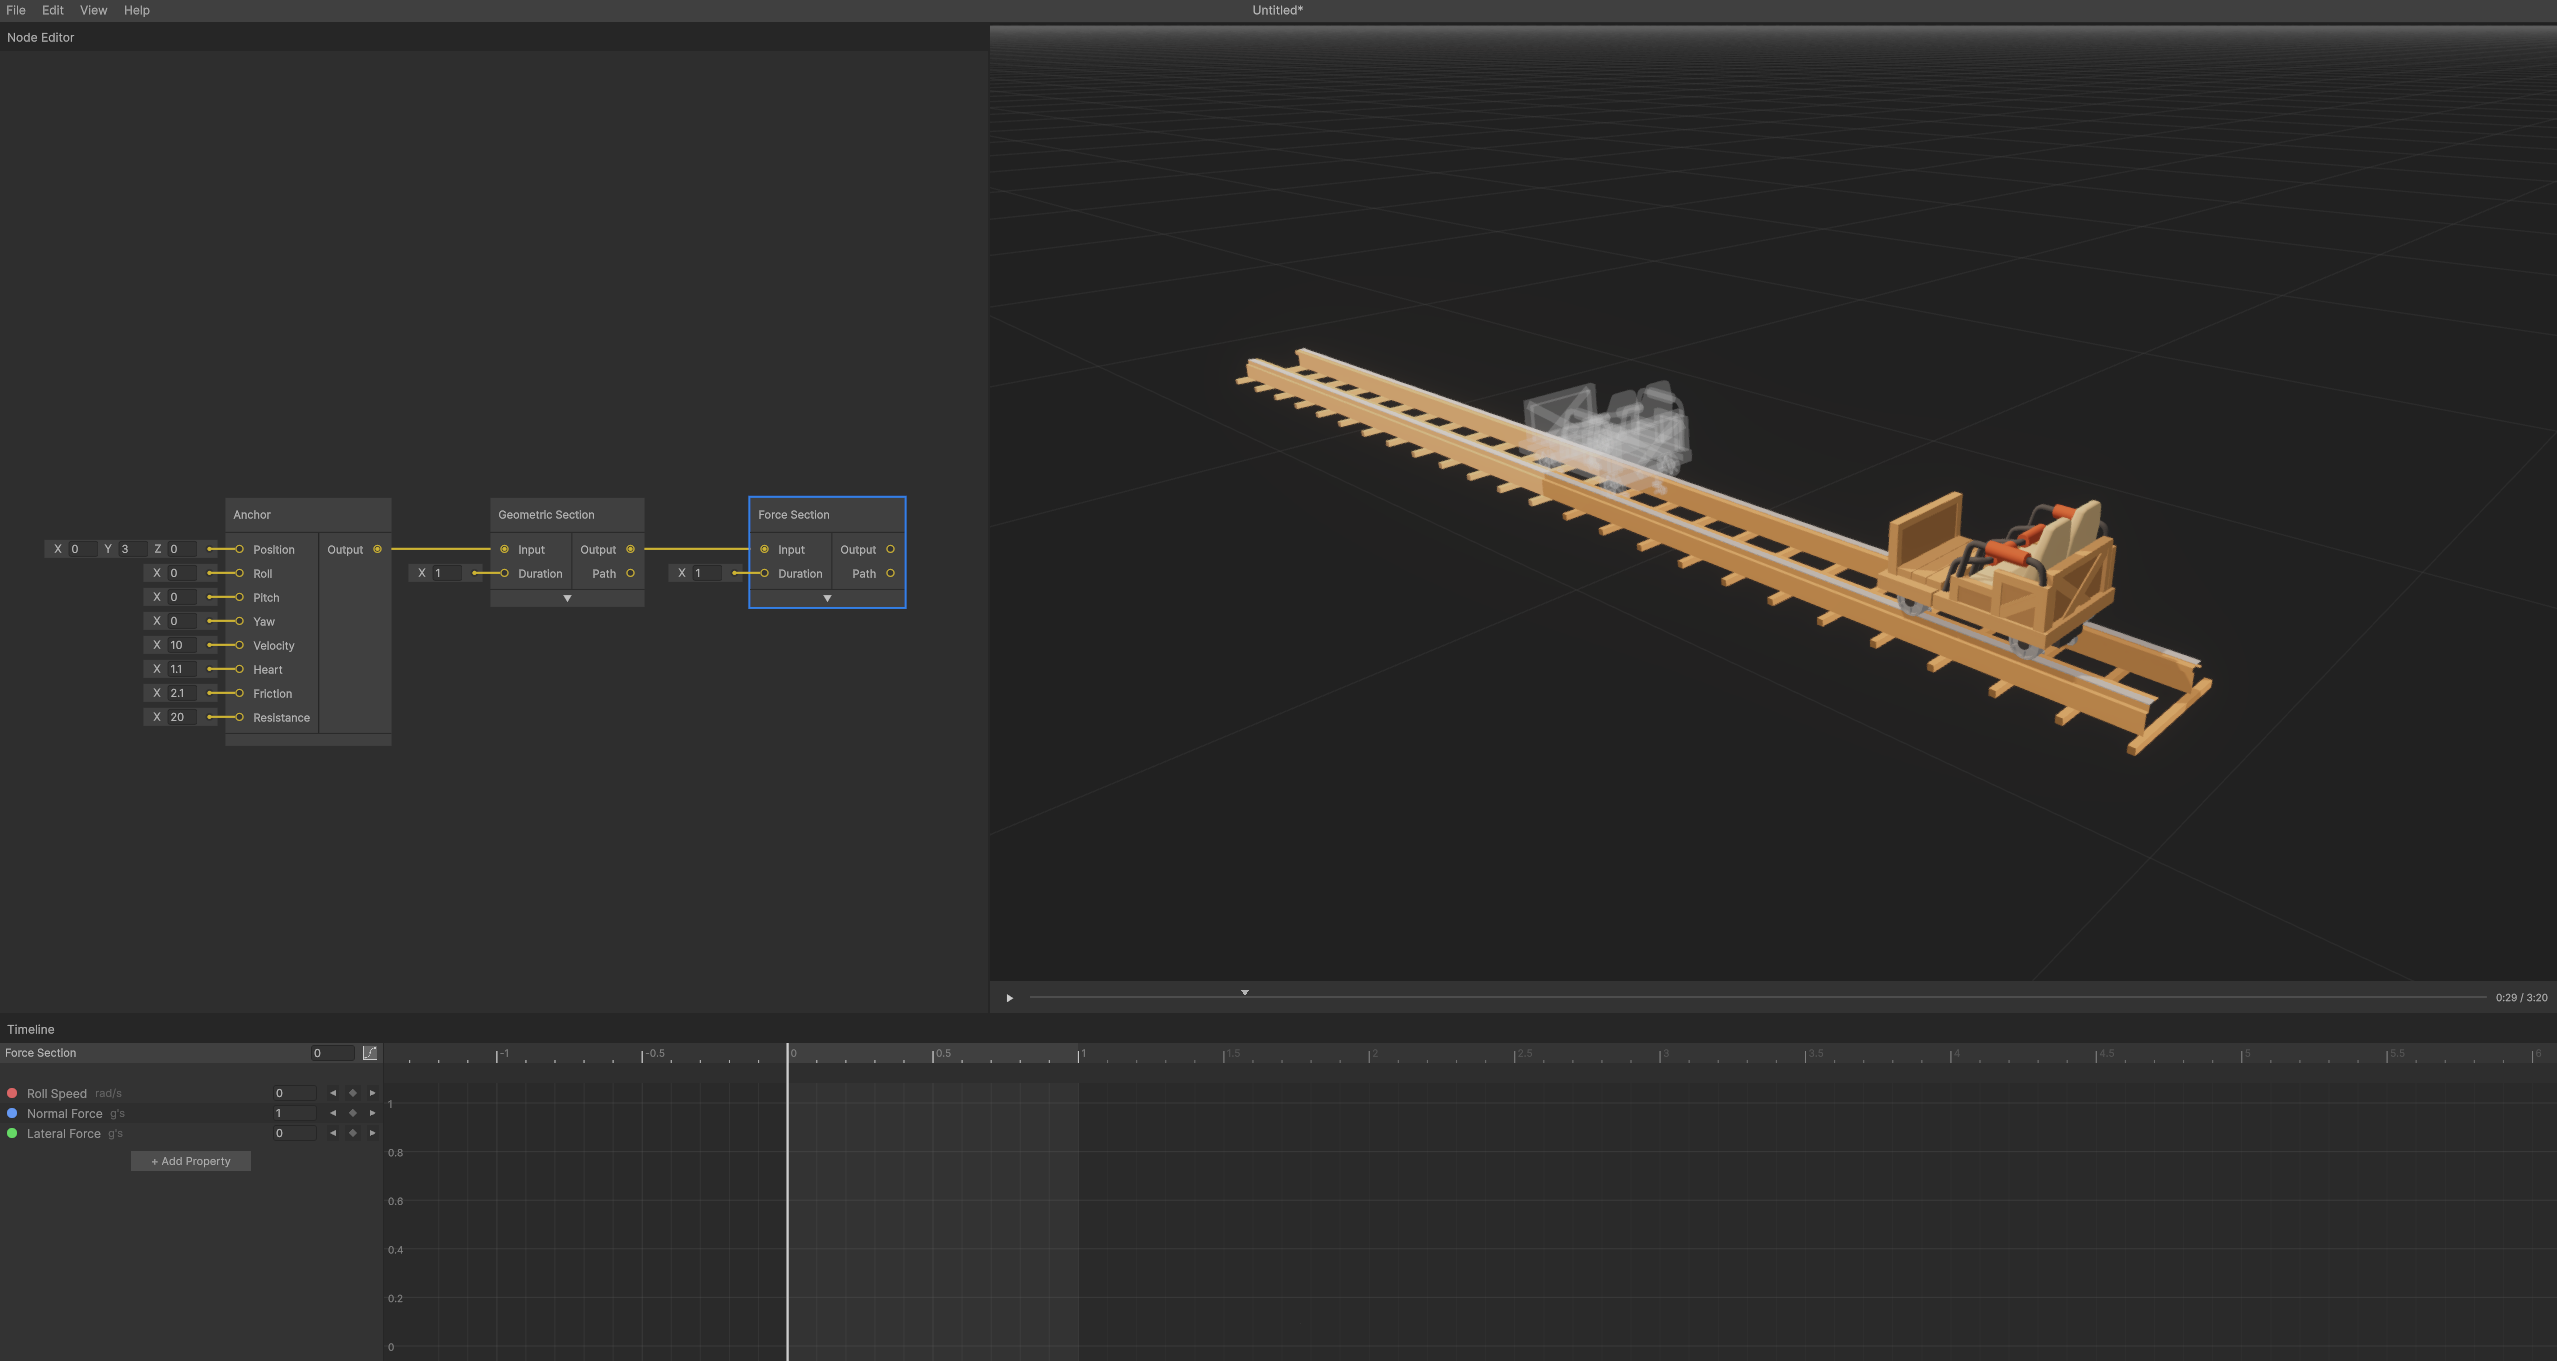 File Edit View Help
Untitled*
Node Editor
Anchor
X 0 Y 3 Z 0 Position Output
X 0 Roll
X 0 Pitch
X 0 Yaw
X 10 Velocity
X 1.1 Heart
X 2.1 Friction
X 20 Resistance
Geometric Section
Input Output
X 1 Duration Path
Force Section
Input Output
X 1 Duration Path
0:29 / 3:20
Timeline
Force Section 0
-1 -0.5 0 0.5 1 1.5 2 2.5 3 3.5 4 4.5 5 5.5 6
Roll Speed rad/s 0
Normal Force g's 1
Lateral Force g's 0
+ Add Property
1
0.8
0.6
0.4
0.2
0